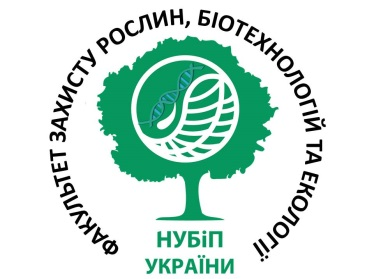 ФАКУЛЬТЕТ ЗАХИСТУ РОСЛИН, БІОТЕХНОЛОГІЙ ТА ЕКОЛОГІЇ
НУБіП
УКРАЇНИ